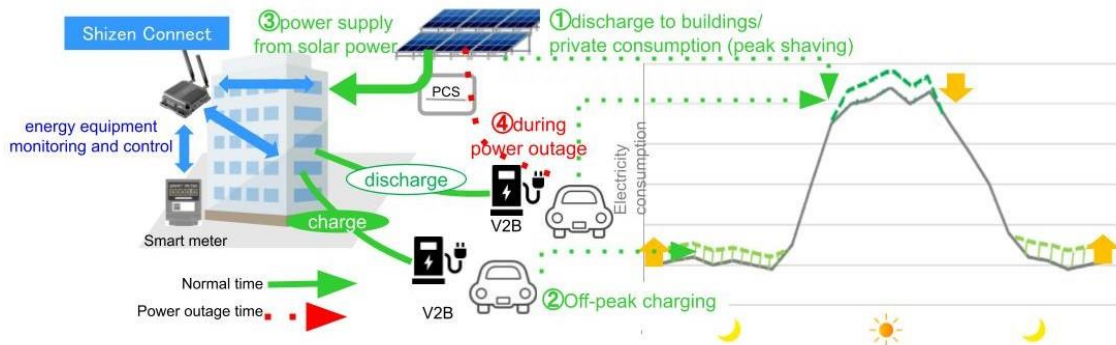 Shizen Connect
③power supply
from solar power
①discharge to buildings/
private consumption (peak shaving)
PCS
energy equipment
monitoring and control
④during
power outage
discharge
charge
V2B
Smart meter
V2B
Electricity
consumption
②Off-peak charging
Normal time
Power outage time